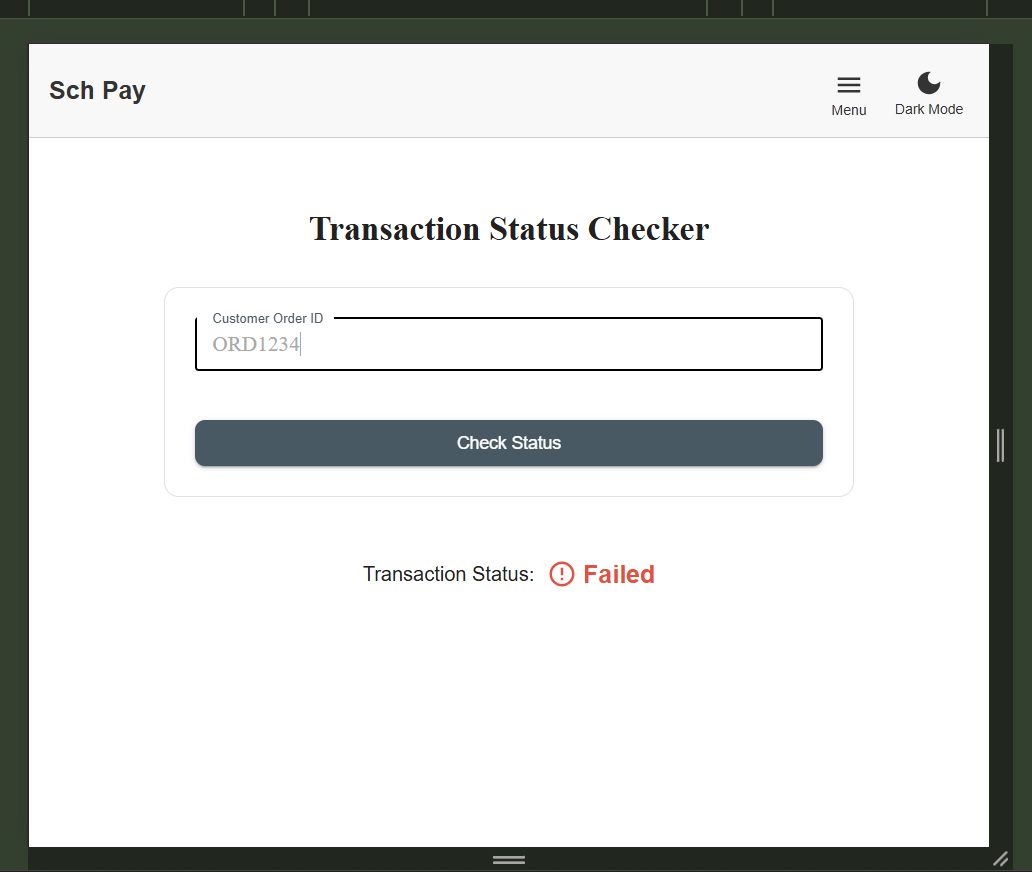 Sch Pay
Menu
Dark Mode
Transaction Status Checker
Customer Order ID
ORD1234
Check Status
Transaction Status: Failed